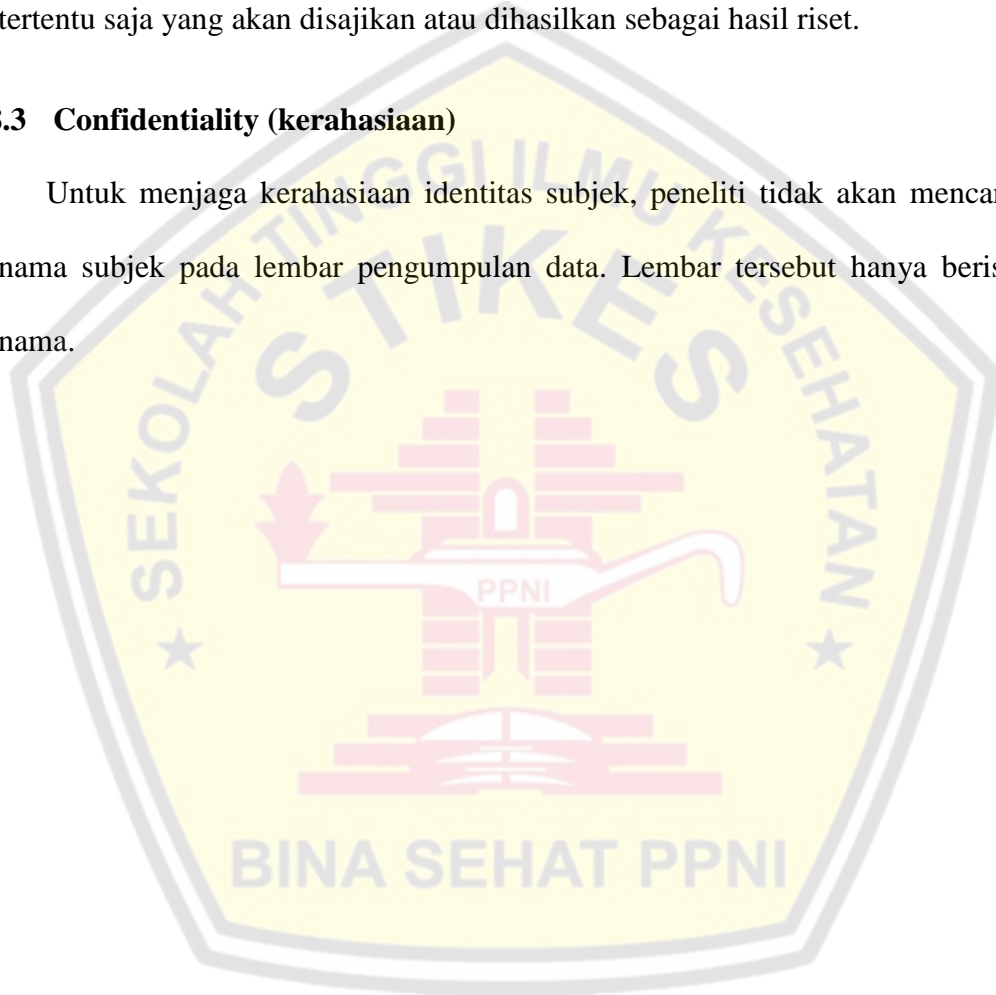 tertentu saja yang akan disajikan atau dihasilkan sebagai hasil riset.
.3 Confidentiality (kerahasiaan)
Untuk menjaga kerahasiaan identitas subjek, peneliti tidak akan
nama subjek pada lembar pengumpulan data. Lembar tersebut hanya
nama.
SEKOLAH TINGGI ILMU KESEHATAN
STIKES
PPNI
BINA SEHAT PPNI